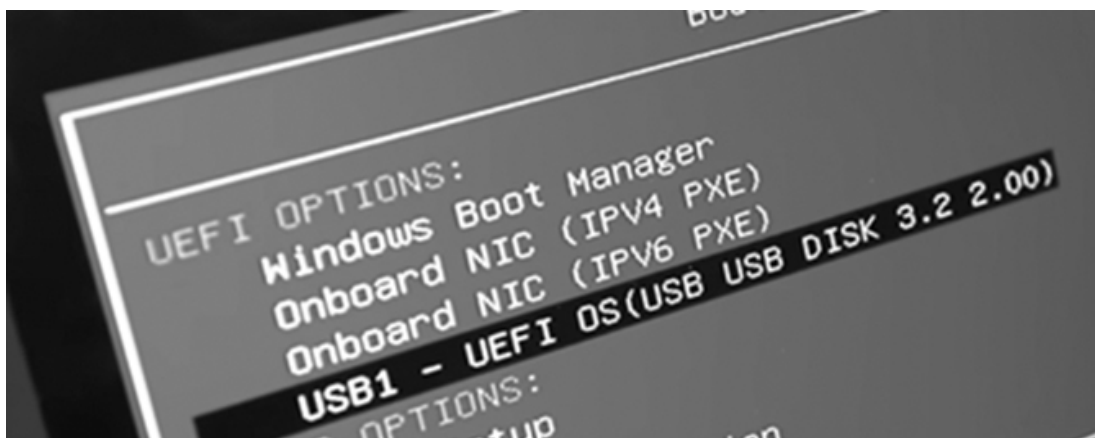 UEFI OPTIONS:
Windows Boot Manager
Onboard NIC (IPV4 PXE)
Onboard NIC (IPV6 PXE)
USB1 - UEFI OS(USB USB DISK 3.2 2.00)
OPTIONS: